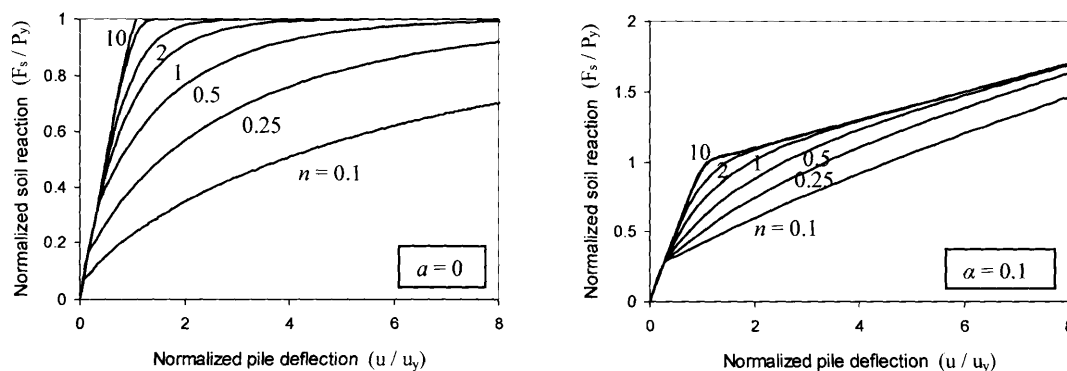 Normalized soil reaction (Fs / Py)
1
0.8
0.6
0.4
0.2
0
10
2
1
0.5
0.25
n = 0.1
a = 0
0 2 4 6 8
Normalized pile deflection (u / uy)
Normalized soil reaction (Fs / Py)
2
1.5
1
0.5
0
10
2
1
0.5
0.25
n = 0.1
α = 0.1
0 2 4 6 8
Normalized pile deflection (u / uy)